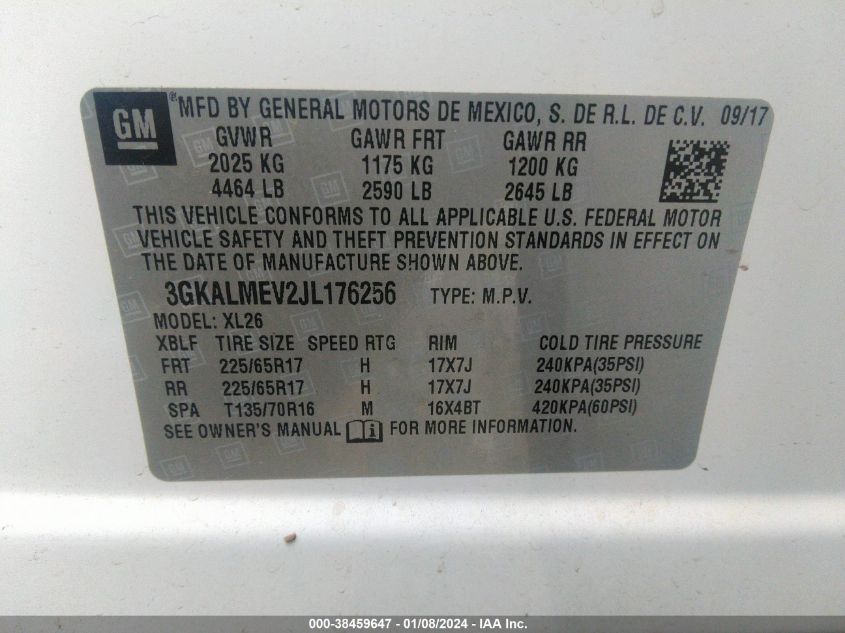 GM
® MFD BY GENERAL MOTORS DE MEXICO, S. DE R.L. DE C.V. 09/17
GVWR GAWR FRT GAWR RR
2025 KG 1175 KG 1200 KG
4464 LB 2590 LB 2645 LB
THIS VEHICLE CONFORMS TO ALL APPLICABLE U.S. FEDERAL MOTOR
VEHICLE SAFETY AND THEFT PREVENTION STANDARDS IN EFFECT ON
THE DATE OF MANUFACTURE SHOWN ABOVE.
3GKALMEV2JL176256 TYPE: M.P.V.
MODEL: XL26
XBLF TIRE SIZE SPEED RTG RIM COLD TIRE PRESSURE
FRT 225/65R17 H 17X7J 240KPA(35PSI)
RR 225/65R17 H 17X7J 240KPA(35PSI)
SPA T135/70R16 M 16X4BT 420KPA(60PSI)
SEE OWNER'S MANUAL i FOR MORE INFORMATION.
000-38459647 - 01/08/2024 - IAA Inc.